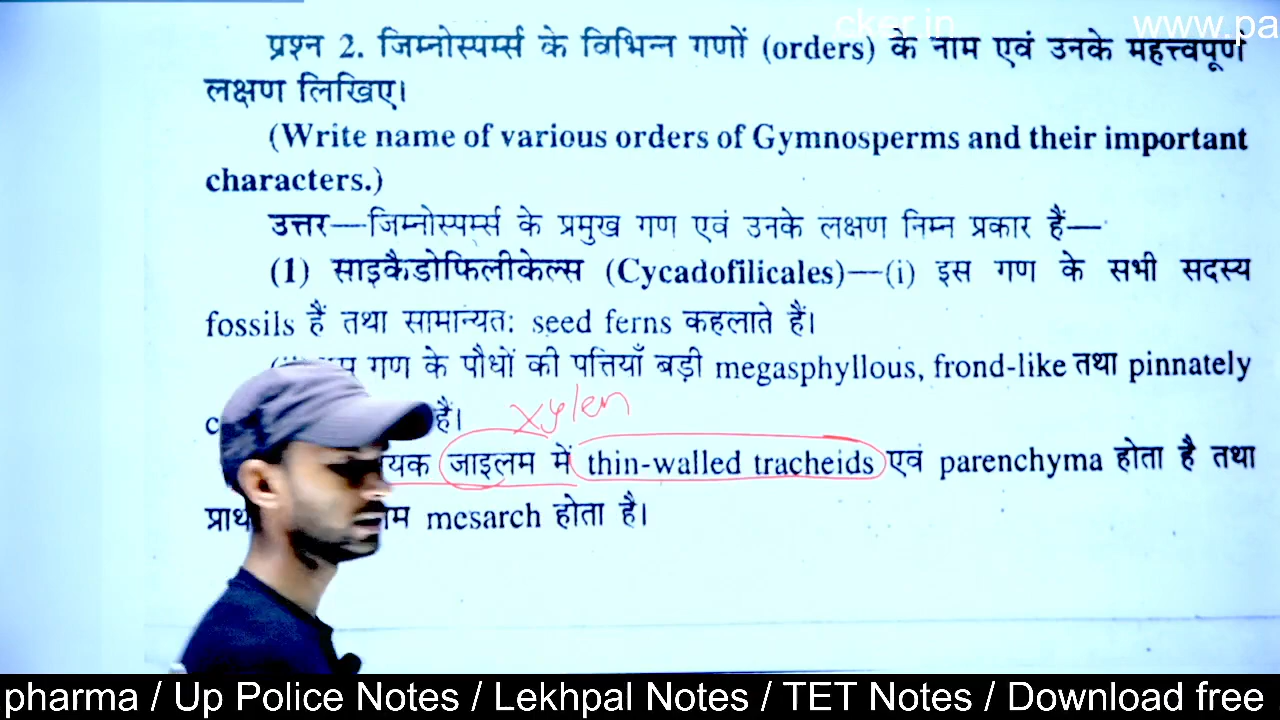 cksr.in www.pa
प्रश्न 2. जिम्नोस्पर्म्स के विभिन्न गणों (orders) के नाम एवं उनके महत्त्वपूर्ण
लक्षण लिखिए।
(Write name of various orders of Gymnosperms and their important
characters.)
उत्तर—जिम्नोस्पर्म्स के प्रमुख गण एवं उनके लक्षण निम्न प्रकार हैं—
(1) साइकैडोफिलीकेल्स (Cycadofilicales)—(i) इस गण के सभी सदस्य
fossils हैं तथा सामान्यत: seed ferns कहलाते हैं।
गण के पौधों की पत्तियाँ बड़ी megasphyllous, frond-like तथा pinnately
हैं।
xylem
यक जाइलम में thin-walled tracheids एवं parenchyma होता है तथा
प्राथ म mesarch होता है।
pharma / Up Police Notes / Lekhpal Notes / TET Notes / Download free